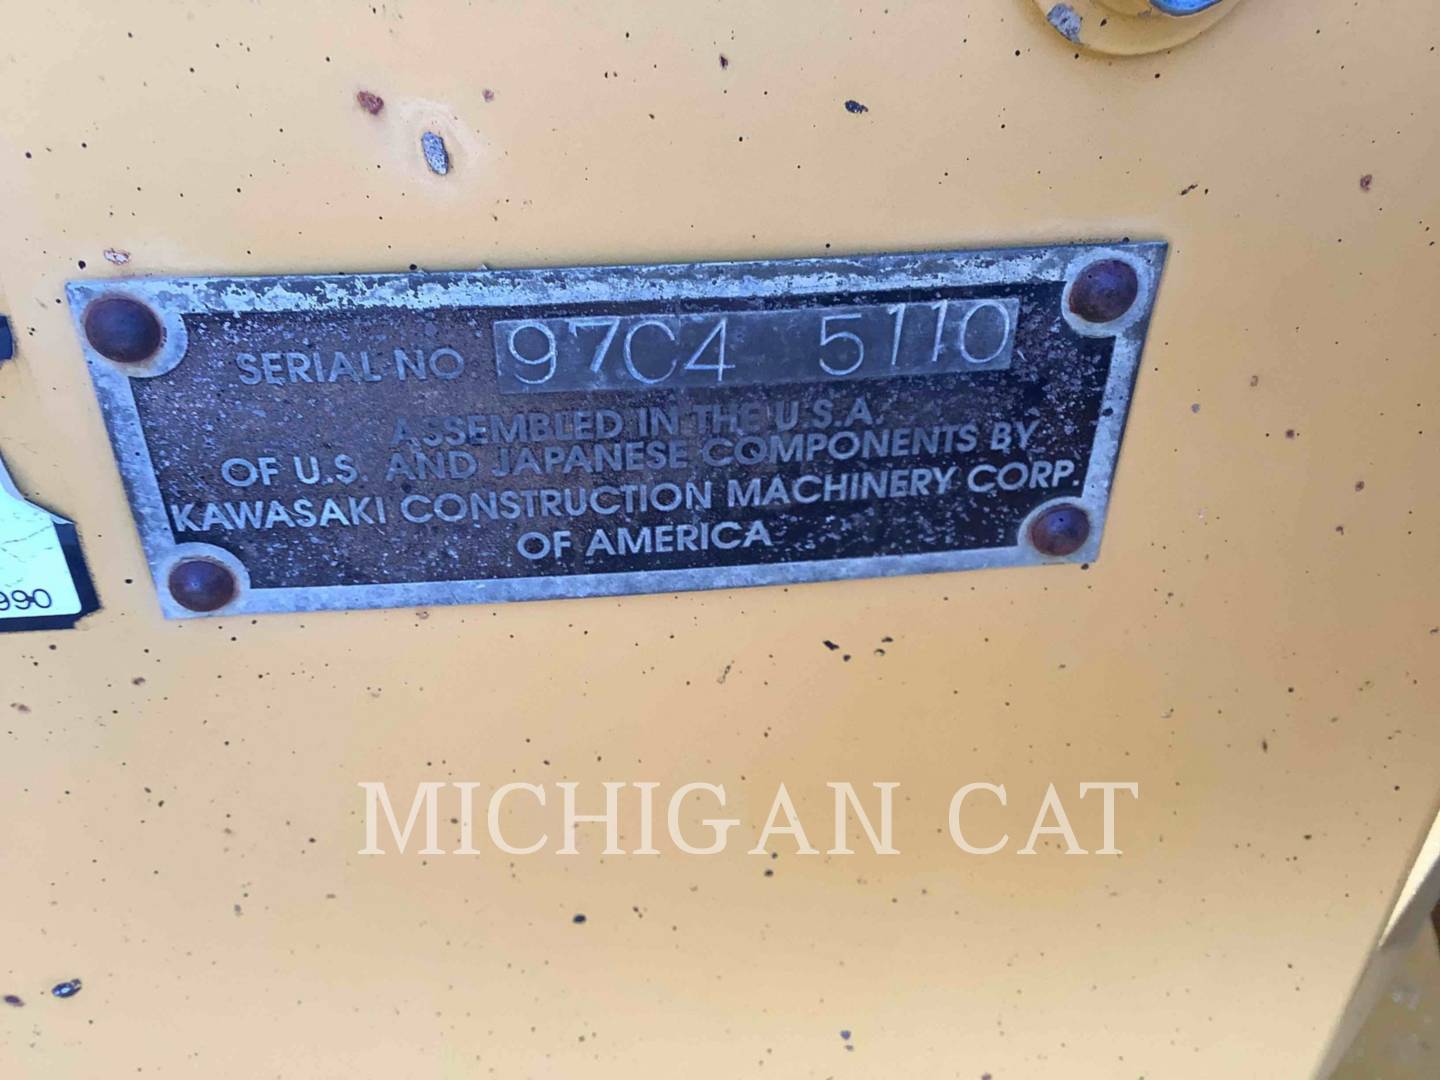 SERIAL NO 97C4 5110
ASSEMBLED IN THE U.S.A.
OF U.S. AND JAPANESE COMPONENTS BY
KAWASAKI CONSTRUCTION MACHINERY CORP.
OF AMERICA
990
MICHIGAN CAT